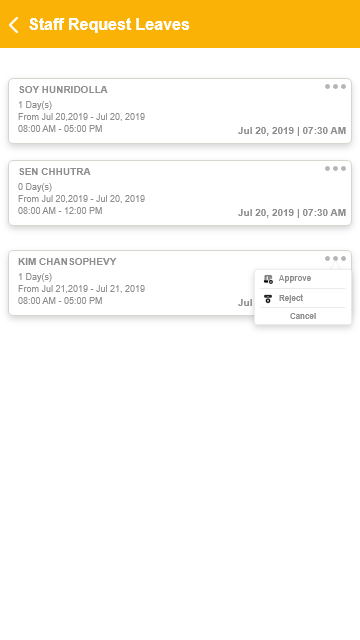 Staff Request Leaves
SOY HUNRIDOLLA
1 Day(s)
From Jul 20,2019 - Jul 20, 2019
08:00 AM - 05:00 PM
Jul 20, 2019 | 07:30 AM
SEN CHHUTRA
0 Day(s)
From Jul 20,2019 - Jul 20, 2019
08:00 AM - 12:00 PM
Jul 20, 2019 | 07:30 AM
KIM CHANSOPHEVY
1 Day(s)
From Jul 21,2019 - Jul 21, 2019
08:00 AM - 05:00 PM
Jul
Approve
Reject
Cancel